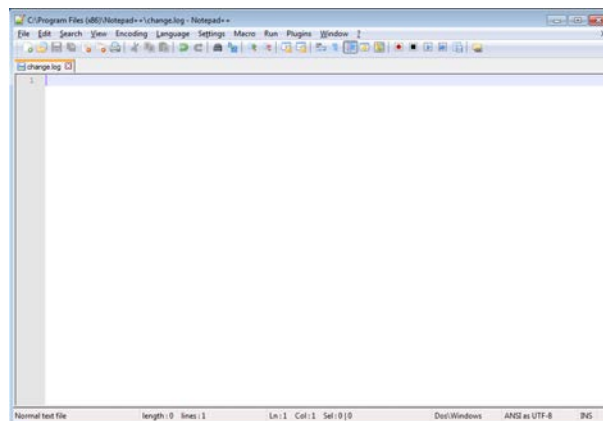 C:\Program Files (x86)\Notepad++\change.log - Notepad++
File Edit Search View Encoding Language Settings Macro Run Plugins Window ?
change.log
1
Normal text file length : 0 lines : 1 Ln : 1 Col : 1 Sel : 0 | 0 Dos\Windows ANSI as UTF-8 INS